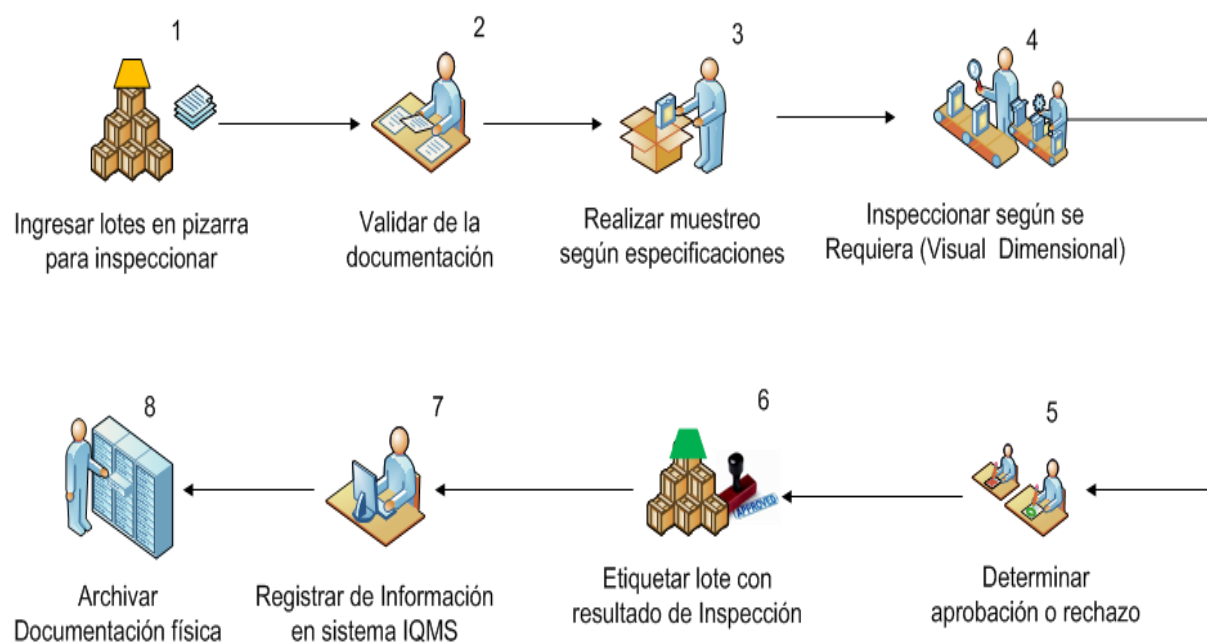 1
2
3
4
Ingresar lotes en pizarra
para inspeccionar
Validar de la
documentación
Realizar muestreo
según especificaciones
Inspeccionar según se
Requiera (Visual Dimensional)
8
7
6
5
APPROVED
Archivar
Documentación física
Registrar de Información
en sistema IQMS
Etiquetar lote con
resultado de Inspección
Determinar
aprobación o rechazo